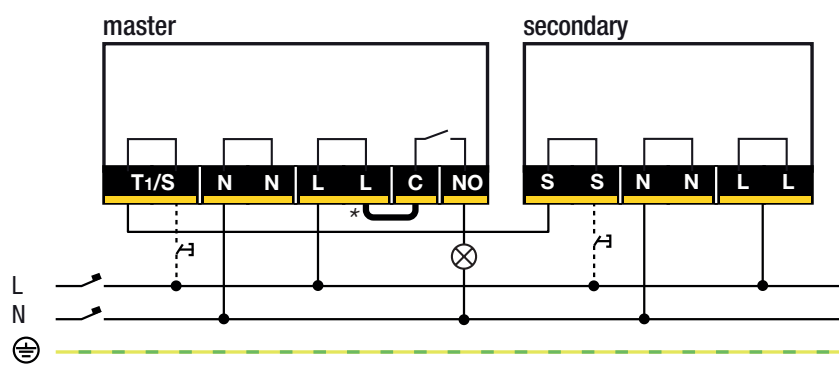 master secondary
T1/S N N L L C NO S S N N L L
*
L
N